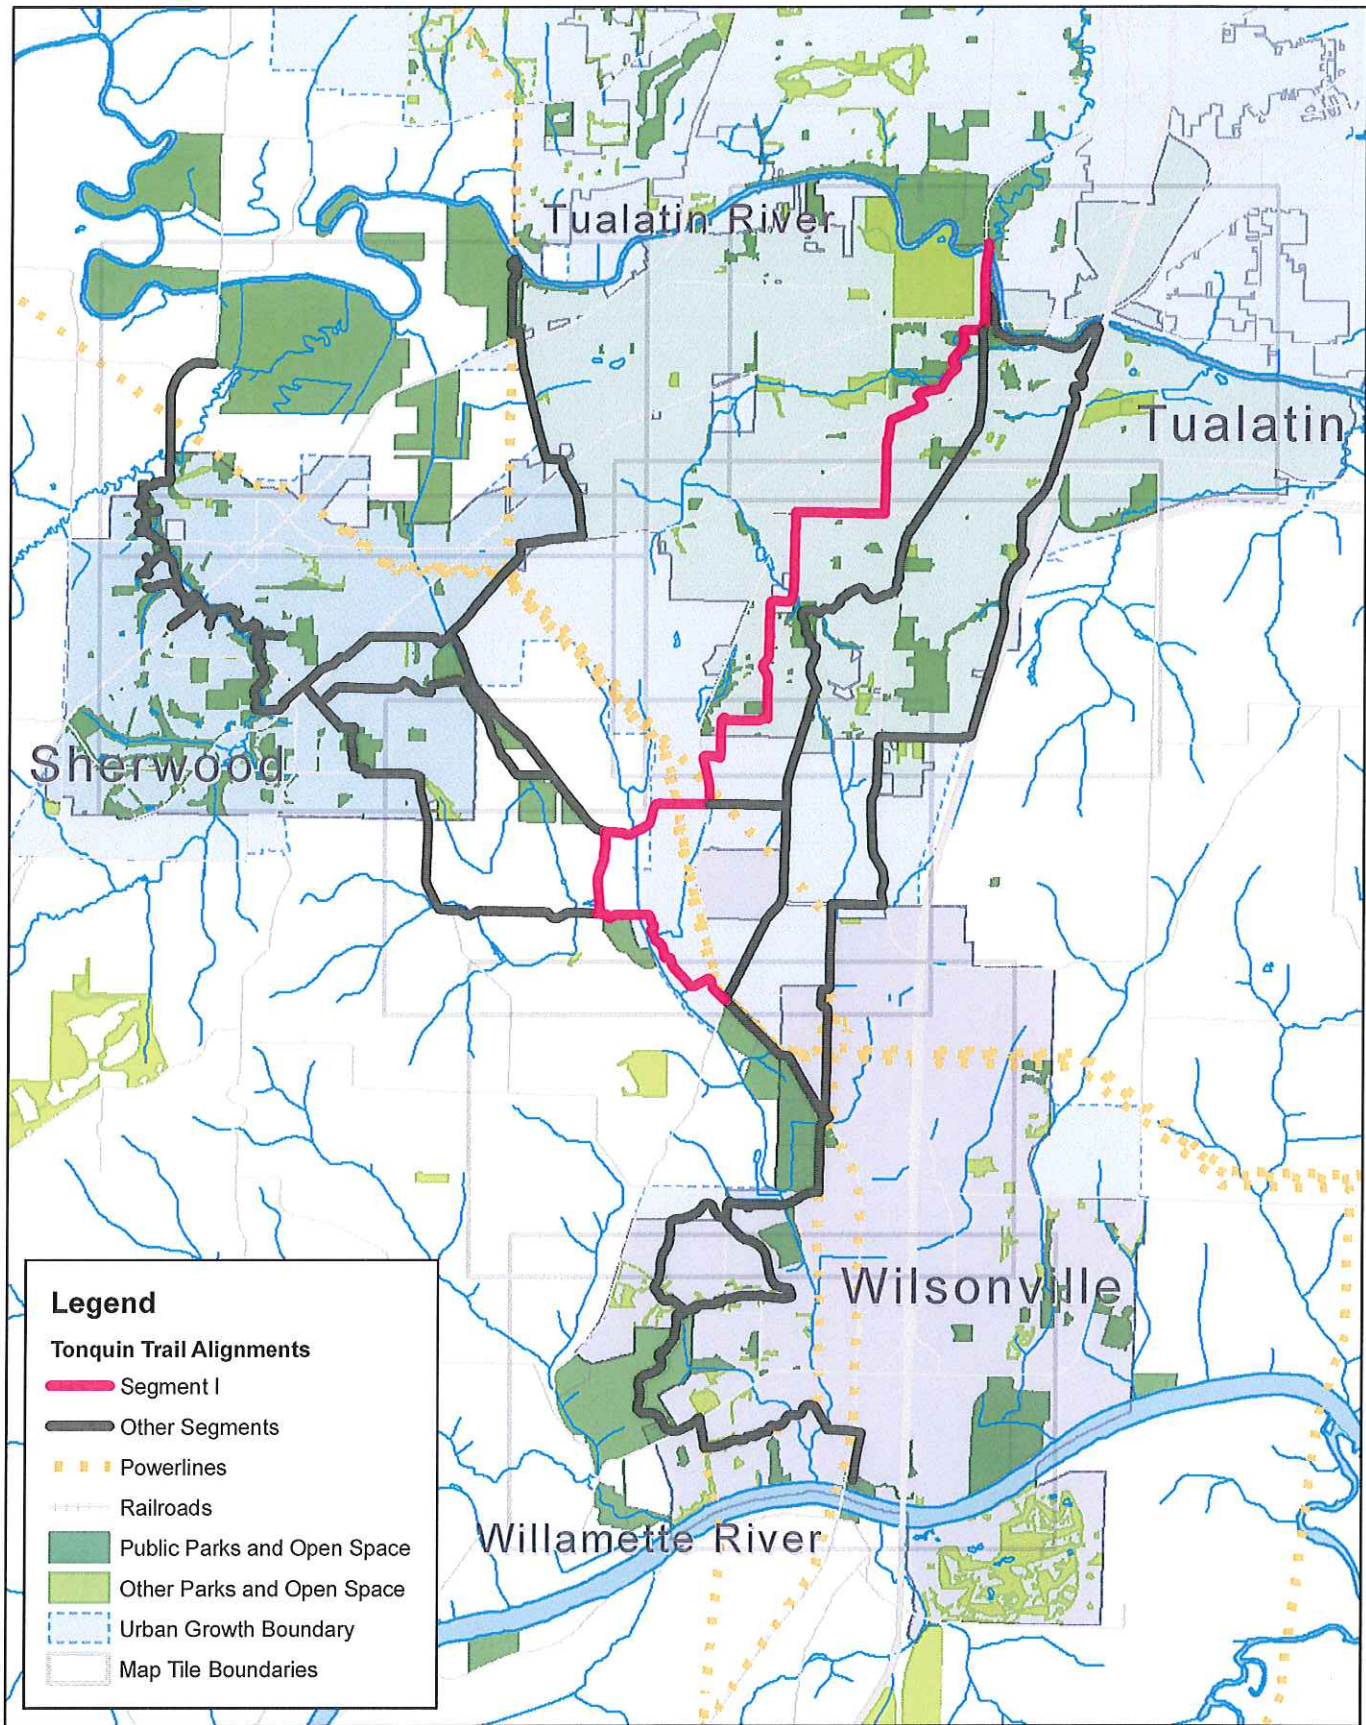 Tualatin River
Tualatin
Sherwood
Wilsonville
Willamette River
Legend
Tonquin Trail Alignments
Segment I
Other Segments
Powerlines
Railroads
Public Parks and Open Space
Other Parks and Open Space
Urban Growth Boundary
Map Tile Boundaries